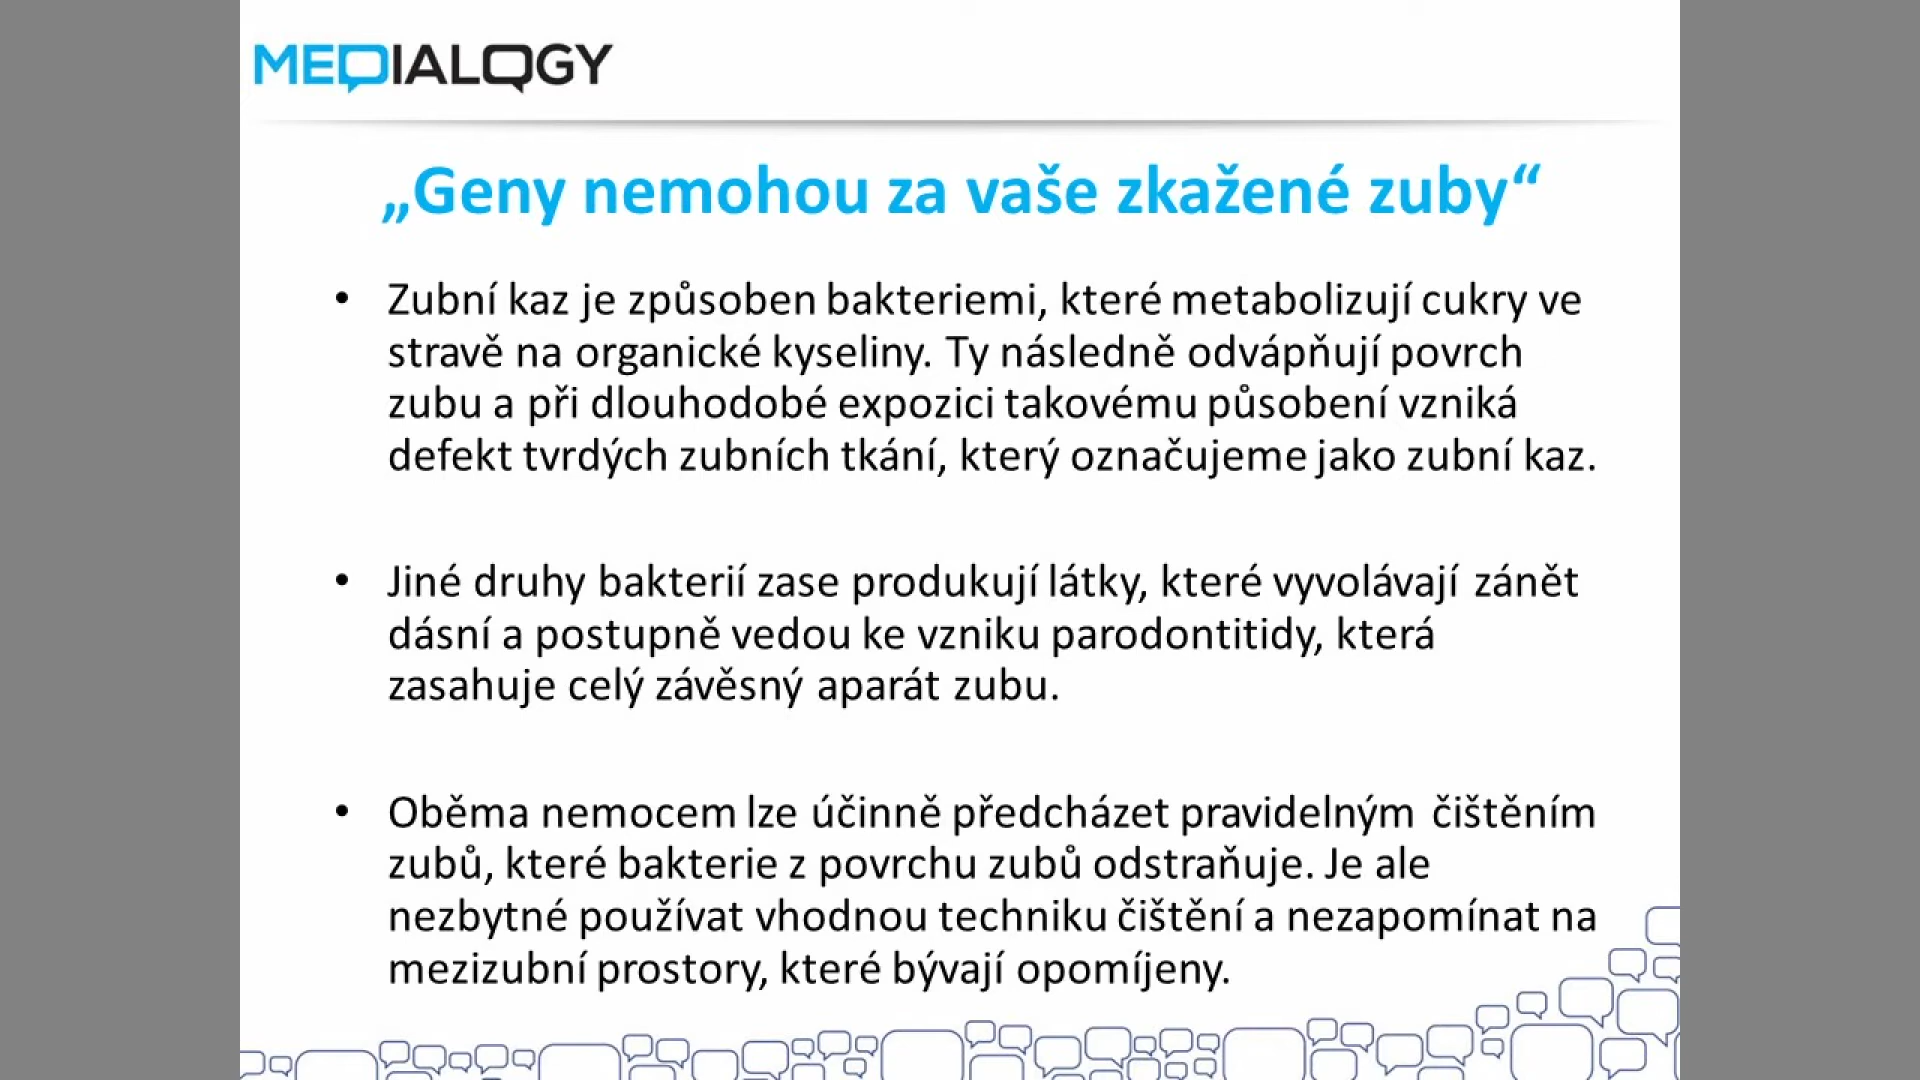 MEDIALOGY
„Geny nemohou za vaše zkažené zuby“
• Zubní kaz je způsoben bakteriemi, které metabolizují cukry ve
stravě na organické kyseliny. Ty následně odvápňují povrch
zubu a při dlouhodobé expozici takovému působení vzniká
defekt tvrdých zubních tkání, který označujeme jako zubní kaz.
• Jiné druhy bakterií zase produkují látky, které vyvolávají zánět
dásní a postupně vedou ke vzniku parodontitidy, která
zasahuje celý závěsný aparát zubu.
• Oběma nemocem lze účinně předcházet pravidelným čištěním
zubů, které bakterie z povrchu zubů odstraňuje. Je ale
nezbytné používat vhodnou techniku čištění a nezapomínat na
mezizubní prostory, které bývají opomíjeny.